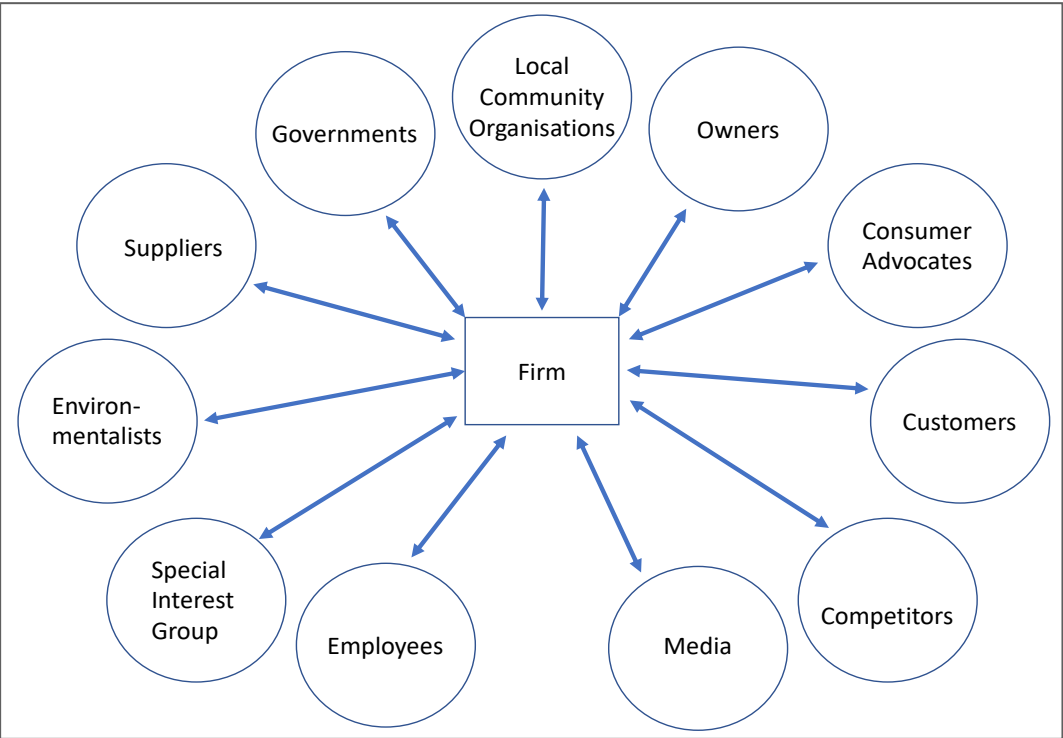 Local
Community
Organisations
Governments
Owners
Suppliers
Consumer
Advocates
Firm
Environ-
mentalists
Customers
Special
Interest
Group
Employees
Media
Competitors